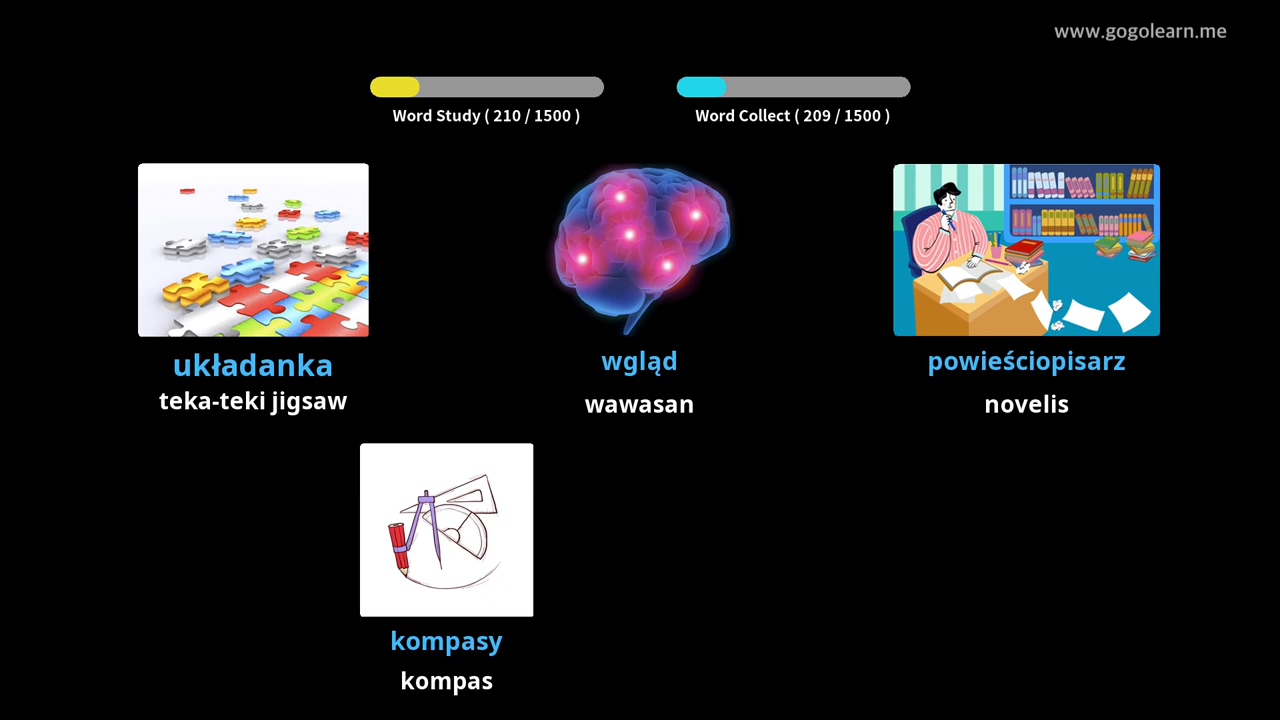 www.gogolearn.me
Word Study ( 210 / 1500 )
Word Collect ( 209 / 1500 )
układanka
teka-teki jigsaw
wgląd
wawasan
powieściopisarz
novelis
kompasy
kompas